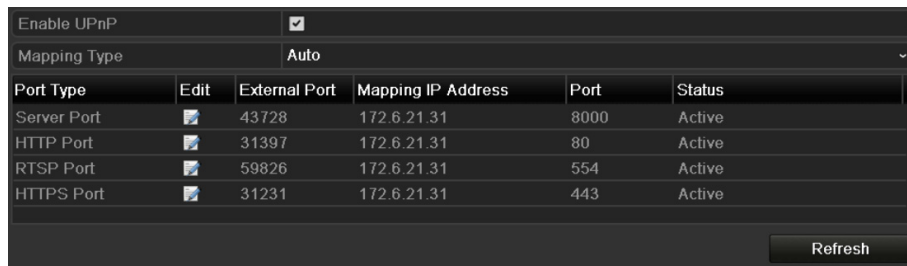 Enable UPnP
Mapping Type Auto
Port Type Edit External Port Mapping IP Address Port Status
Server Port 43728 172.6.21.31 8000 Active
HTTP Port 31397 172.6.21.31 80 Active
RTSP Port 59826 172.6.21.31 554 Active
HTTPS Port 31231 172.6.21.31 443 Active
Refresh